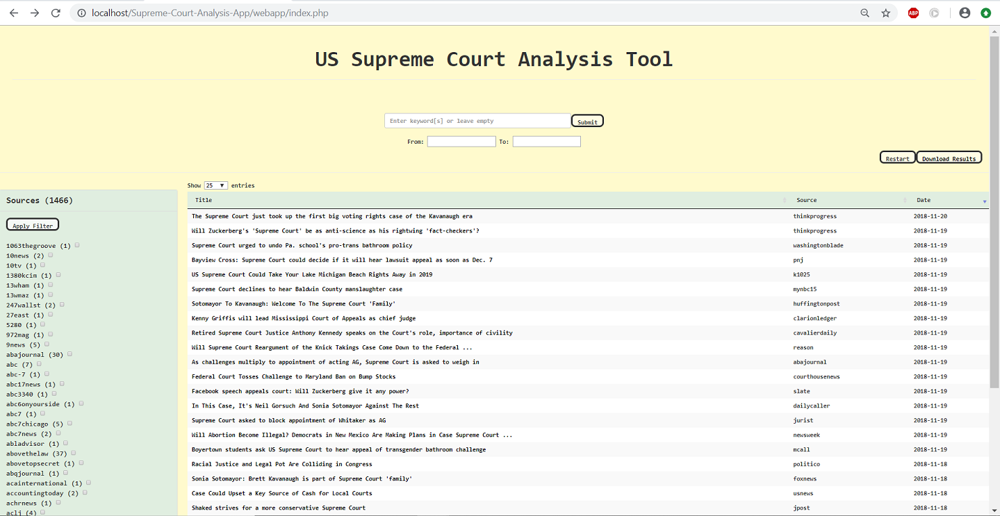 localhost/Supreme-Court-Analysis-App/webapp/index.php
ABP
US Supreme Court Analysis Tool
Enter keyword[s] or leave empty
Submit
From:
To:
Restart
Download Results
Show 25 entries
Sources (1466)
Apply Filter
1063thegroove (1)
10news (2)
10tv (1)
1380kcim (1)
13wham (1)
13wmaz (1)
247wallst (2)
27east (1)
5280 (1)
972mag (1)
9news (5)
abajournal (30)
abc (7)
abc-7 (1)
abc17news (1)
abc3340 (1)
abc6onyourside (1)
abc7 (1)
abc7chicago (5)
abc7news (2)
abladvisor (1)
abovethelaw (37)
abovetopsecret (1)
abqjournal (1)
acainternational (1)
accountingtoday (2)
achrnews (1)
aclj (4)
Title Source Date
The Supreme Court just took up the first big voting rights case of the Kavanaugh era thinkprogress 2018-11-20
Will Zuckerberg's 'Supreme Court' be as anti-science as his rightwing 'fact-checkers'? thinkprogress 2018-11-19
Supreme Court urged to undo Pa. school's pro-trans bathroom policy washingtonblade 2018-11-19
Bayview Cross: Supreme Court could decide if it will hear lawsuit appeal as soon as Dec. 7 pnj 2018-11-19
US Supreme Court Could Take Your Lake Michigan Beach Rights Away in 2019 k1025 2018-11-19
Supreme Court declines to hear Baldwin County manslaughter case mynbc15 2018-11-19
Sotomayor To Kavanaugh: Welcome To The Supreme Court 'Family' huffingtonpost 2018-11-19
Kenny Griffis will lead Mississippi Court of Appeals as chief judge clarionledger 2018-11-19
Retired Supreme Court Justice Anthony Kennedy speaks on the Court's role, importance of civility cavalierdaily 2018-11-19
Will Supreme Court Reargument of the Knick Takings Case Come Down to the Federal ... reason 2018-11-19
As challenges multiply to appointment of acting AG, Supreme Court is asked to weigh in abajournal 2018-11-19
Federal Court Tosses Challenge to Maryland Ban on Bump Stocks courthousenews 2018-11-19
Facebook speech appeals court: Will Zuckerberg give it any power? slate 2018-11-19
In This Case, It's Neil Gorsuch And Sonia Sotomayor Against The Rest dailycaller 2018-11-19
Supreme Court asked to block appointment of Whitaker as AG jurist 2018-11-19
Will Abortion Become Illegal? Democrats in New Mexico Are Making Plans in Case Supreme Court ... newsweek 2018-11-19
Boyertown students ask US Supreme Court to hear appeal of transgender bathroom challenge mcall 2018-11-19
Racial Justice and Legal Pot Are Colliding in Congress politico 2018-11-18
Sonia Sotomayor: Brett Kavanaugh is part of Supreme Court 'family' foxnews 2018-11-18
Case Could Upset a Key Source of Cash for Local Courts usnews 2018-11-18
Shaked strives for a more conservative Supreme Court jpost 2018-11-18